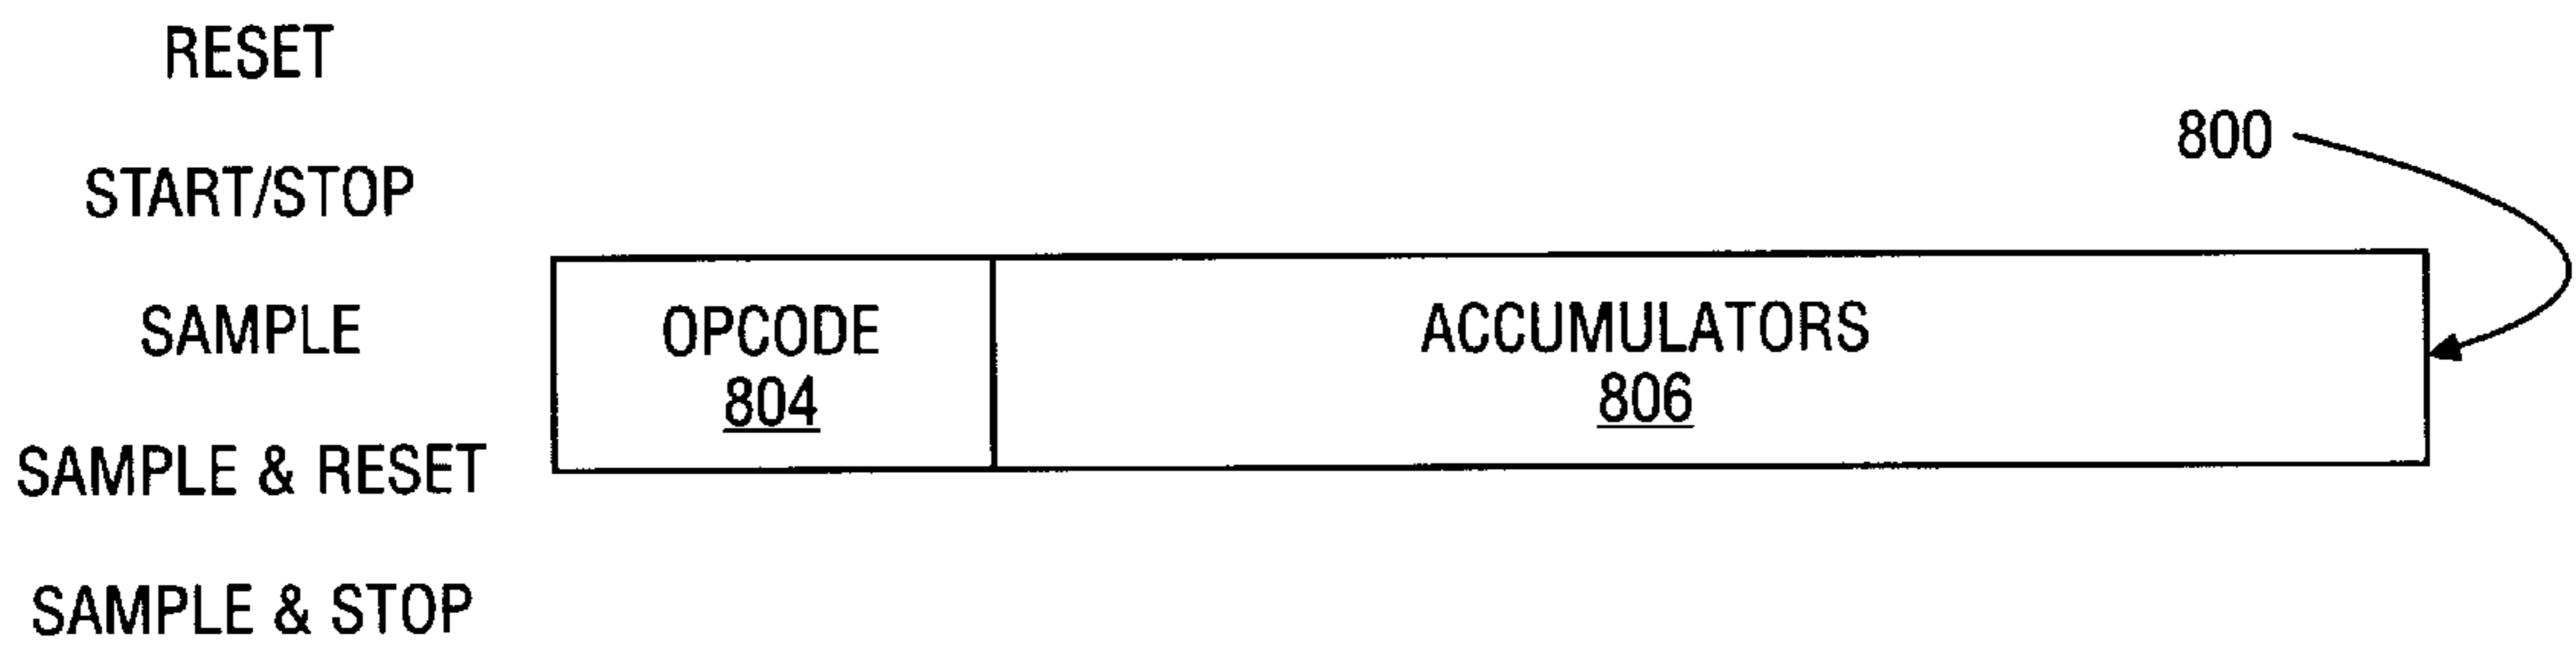 RESET
800
START/STOP
SAMPLE
OPCODE
804
ACCUMULATORS
806
SAMPLE & RESET
SAMPLE & STOP